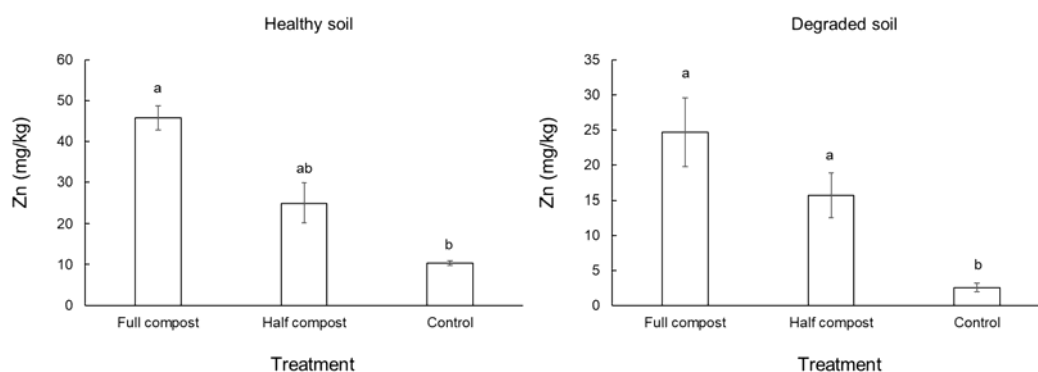 Healthy soil
Zn (mg/kg)
60
50
40
30
20
10
0
a
ab
b
Full compost
Half compost
Control
Treatment
Degraded soil
Zn (mg/kg)
35
30
25
20
15
10
5
0
a
a
b
Full compost
Half compost
Control
Treatment